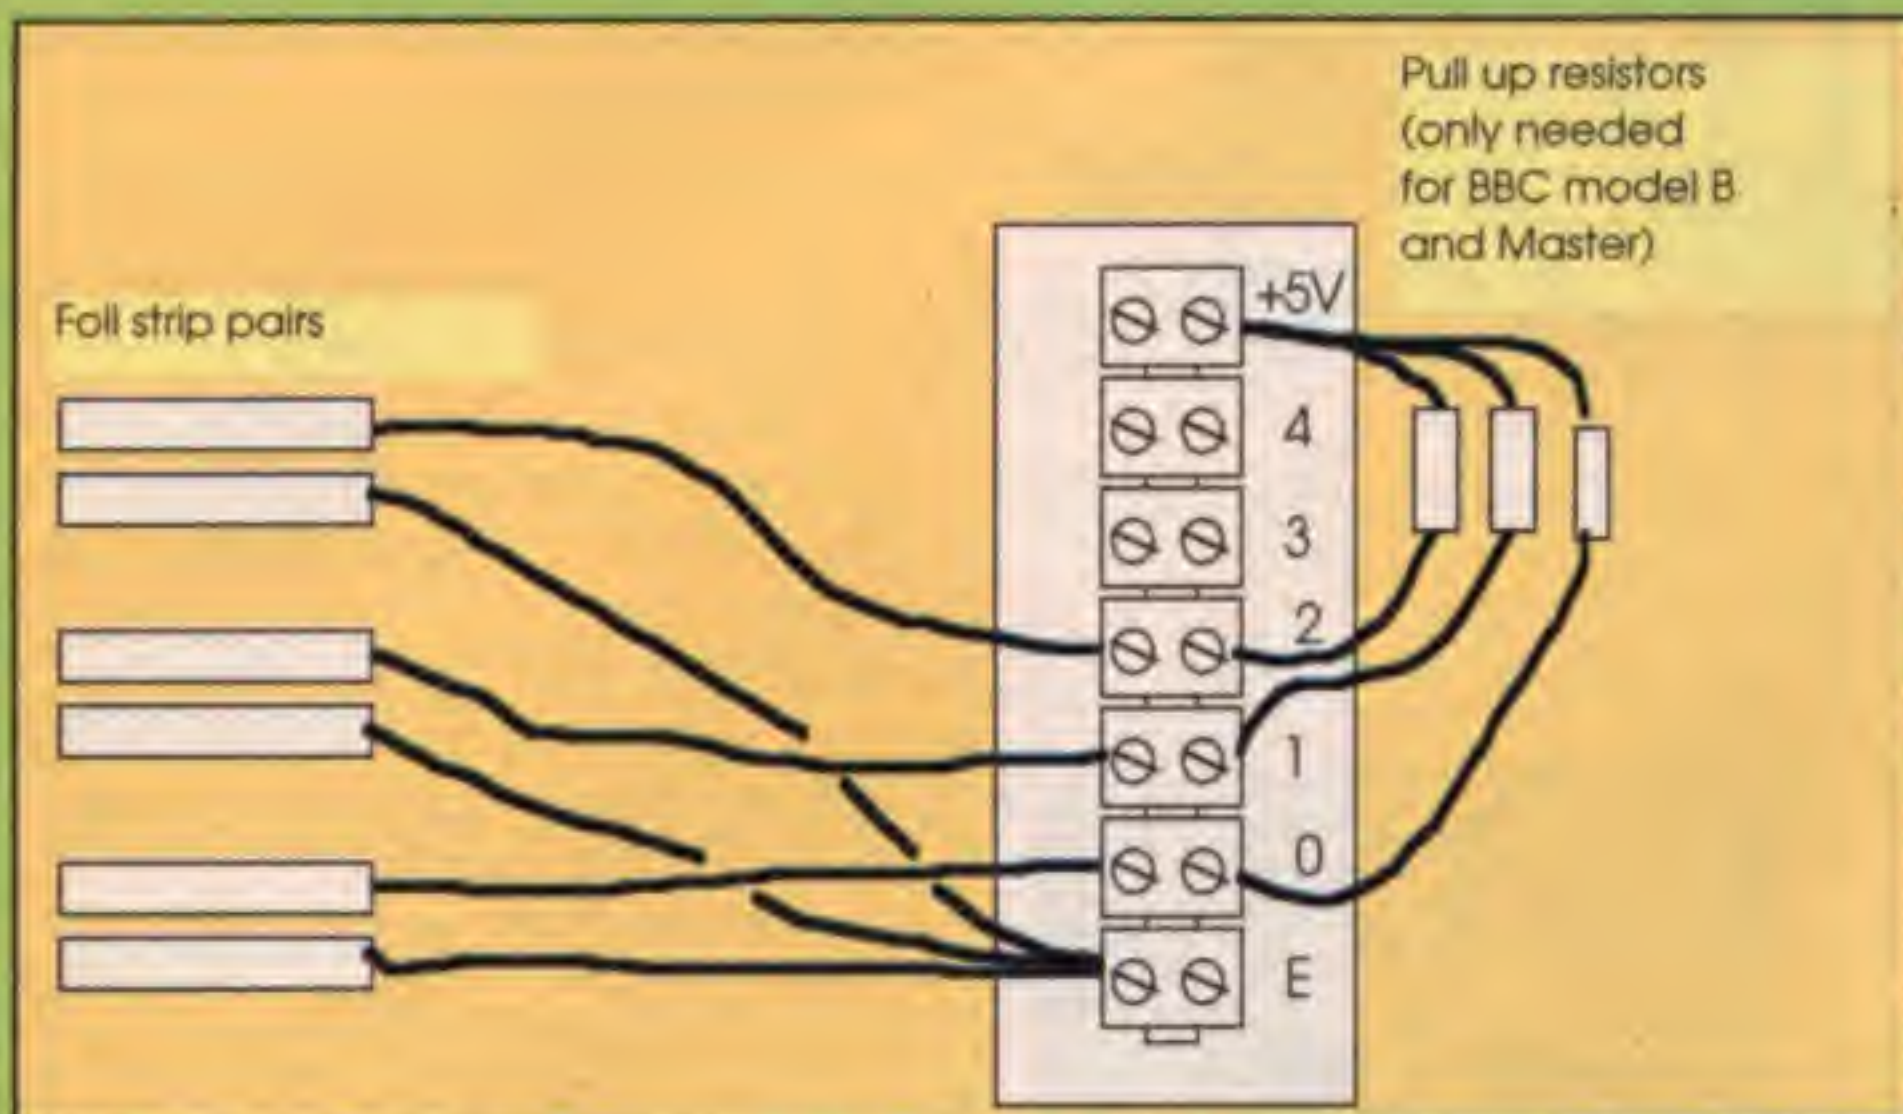 Pull up resistors
(only needed
for BBC model B
and Master)
Foil strip pairs
+5V
4
3
2
1
0
E